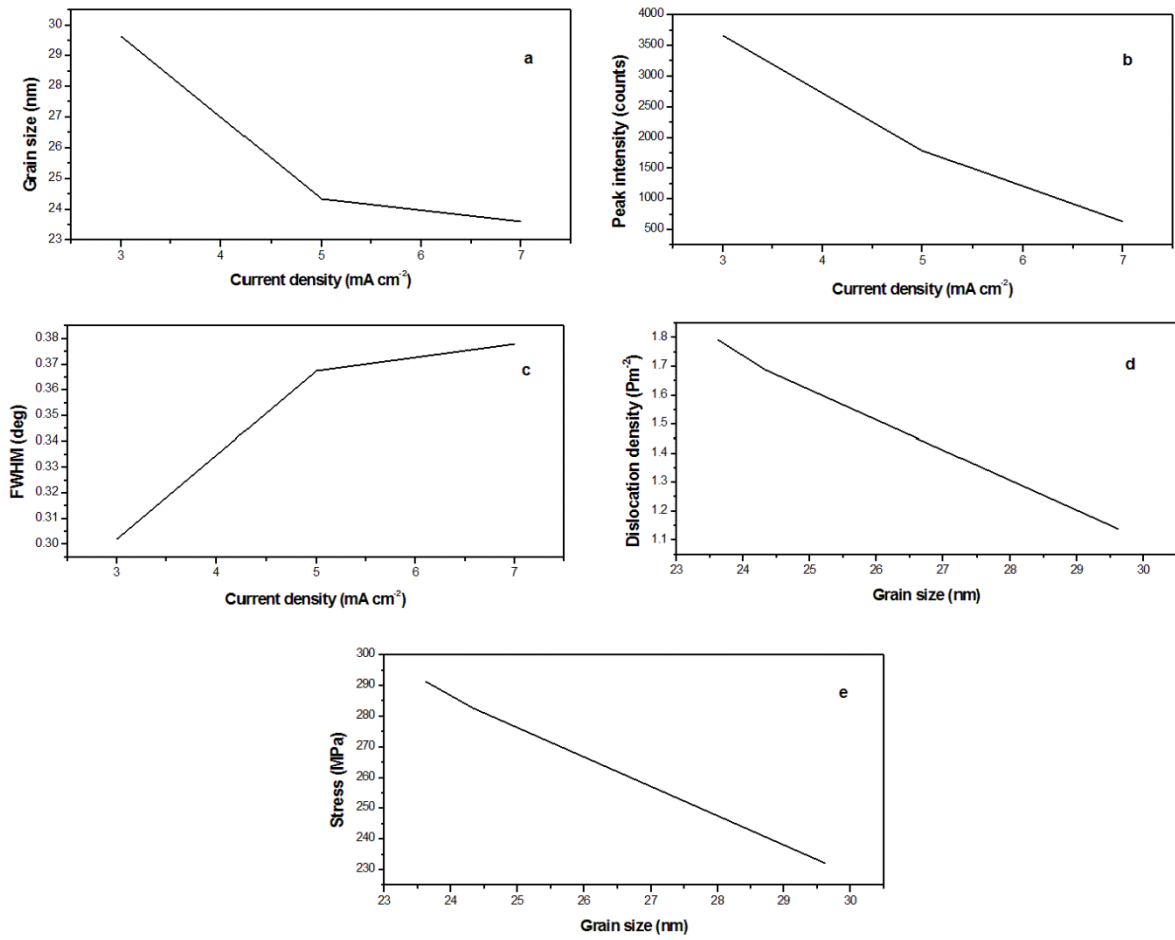 a
Grain size (nm)
30
29
28
27
26
25
24
23
3 4 5 6 7
Current density (mA cm⁻²)
b
Peak intensity (counts)
4000
3500
3000
2500
2000
1500
1000
500
3 4 5 6 7
Current density (mA cm⁻²)
c
FWHM (deg)
0.38
0.37
0.36
0.35
0.34
0.33
0.32
0.31
0.30
3 4 5 6 7
Current density (mA cm⁻²)
d
Dislocation density (Pm⁻²)
1.8
1.7
1.6
1.5
1.4
1.3
1.2
1.1
23 24 25 26 27 28 29 30
Grain size (nm)
e
Stress (MPa)
300
290
280
270
260
250
240
230
23 24 25 26 27 28 29 30
Grain size (nm)